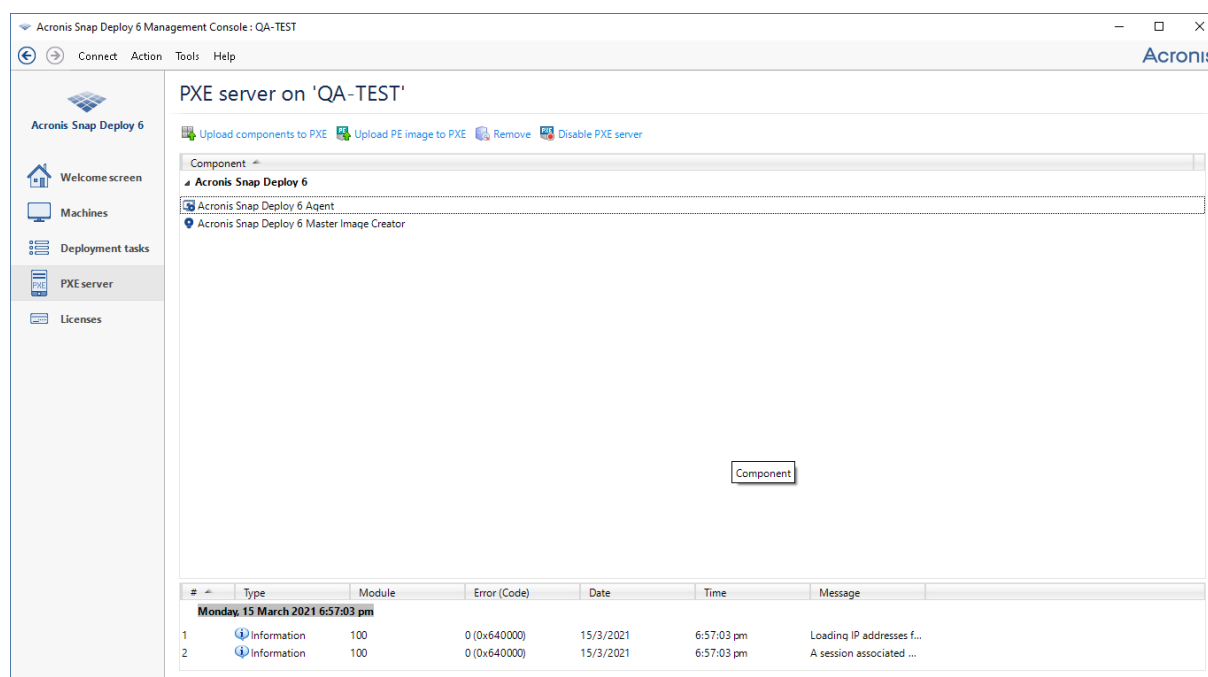 Acronis Snap Deploy 6 Management Console : QA-TEST
Connect Action Tools Help
Acronis
PXE server on 'QA-TEST'
Acronis Snap Deploy 6
Upload components to PXE Upload PE image to PXE Remove Disable PXE server
Component
Welcome screen
Acronis Snap Deploy 6
Machines
Acronis Snap Deploy 6 Agent
Acronis Snap Deploy 6 Master Image Creator
Deployment tasks
PXE
PXE server
Licenses
Component
# Type Module Error (Code) Date Time Message
Monday, 15 March 2021 6:57:03 pm
1 Information 100 0 (0x640000) 15/3/2021 6:57:03 pm Loading IP addresses f...
2 Information 100 0 (0x640000) 15/3/2021 6:57:03 pm A session associated ...